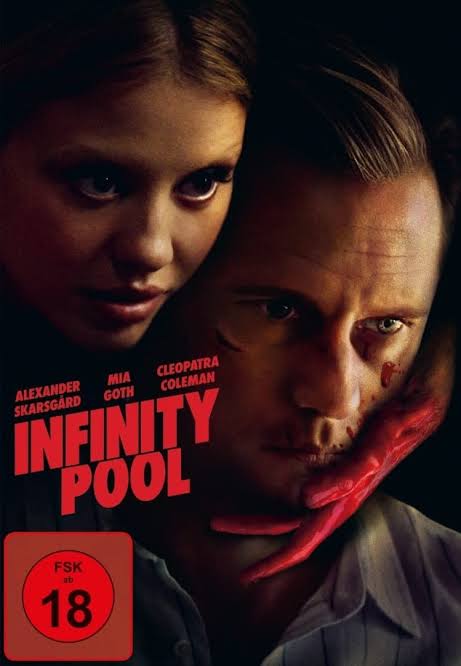 ALEXANDER SKARSGÅRD
MIA GOTH
CLEOPATRA COLEMAN
INFINITY
POOL
FSK
ab
18